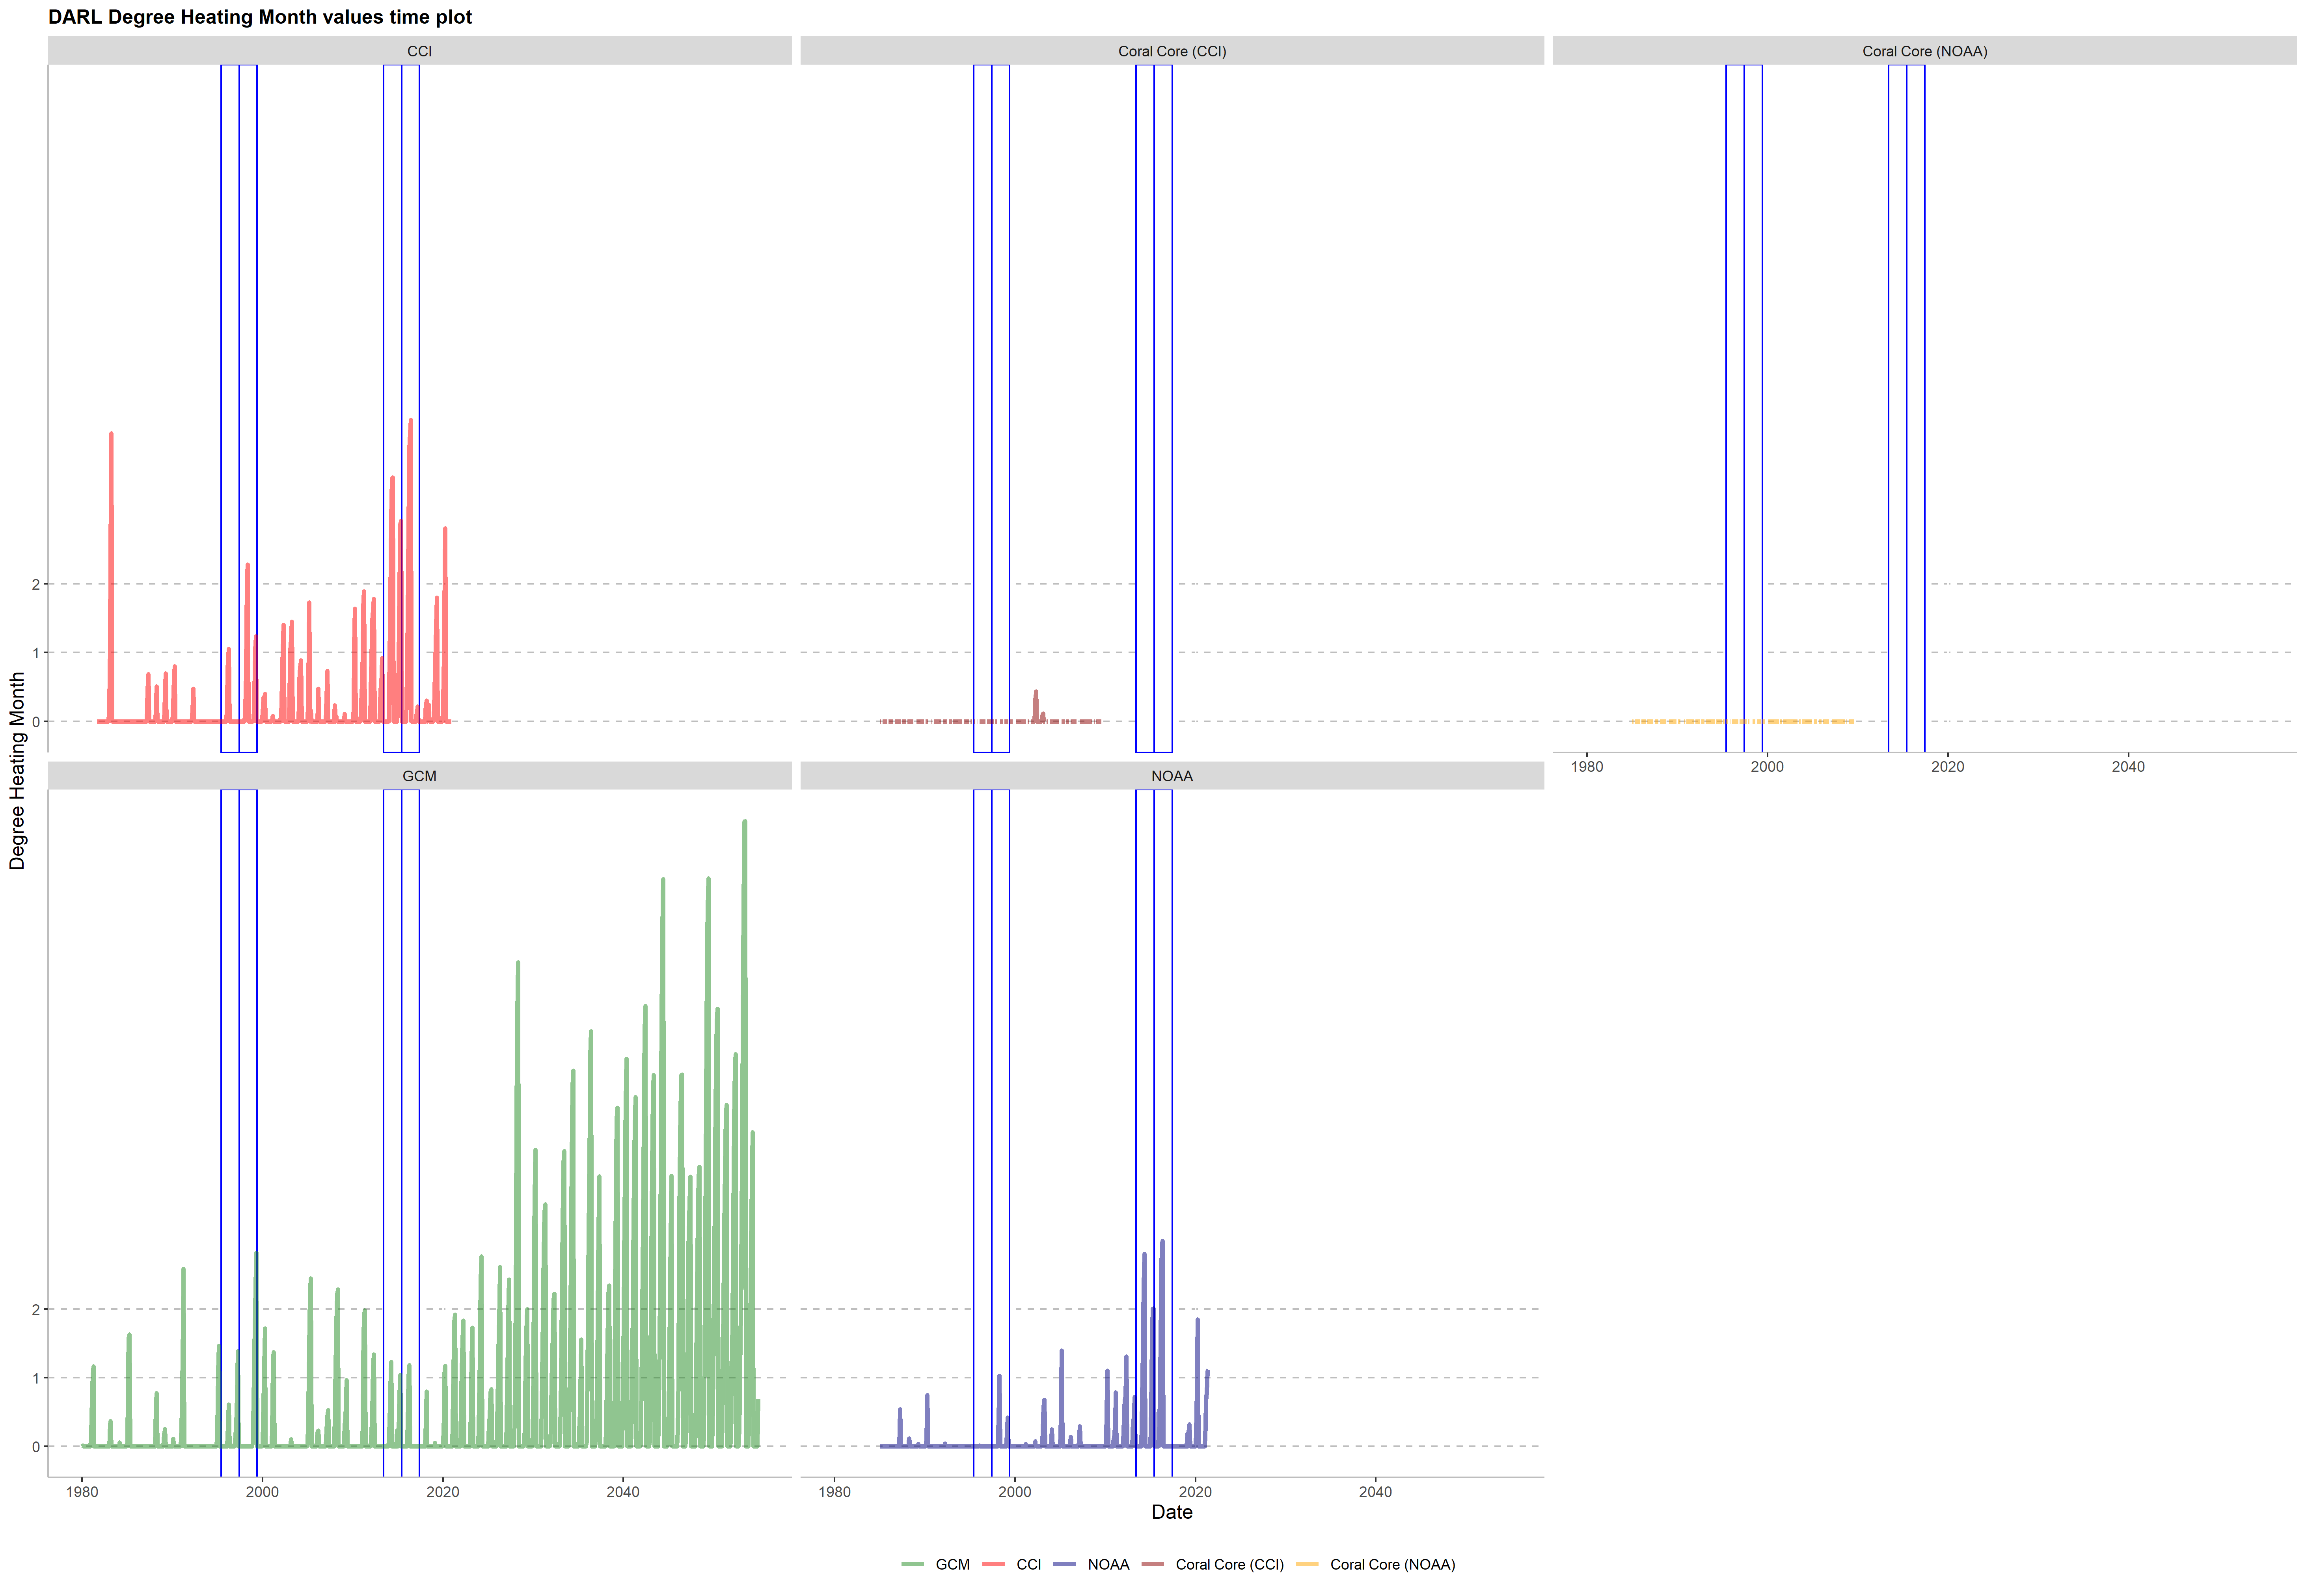 DARL Degree Heating Month values time plot
CCI
Coral Core (CCI)
Coral Core (NOAA)
2
1
0
1980 2000 2020 2040
Degree Heating Month
GCM
NOAA
2
1
0
1980 2000 2020 2040
1980 2000 2020 2040
Date
GCM CCI NOAA Coral Core (CCI) Coral Core (NOAA)